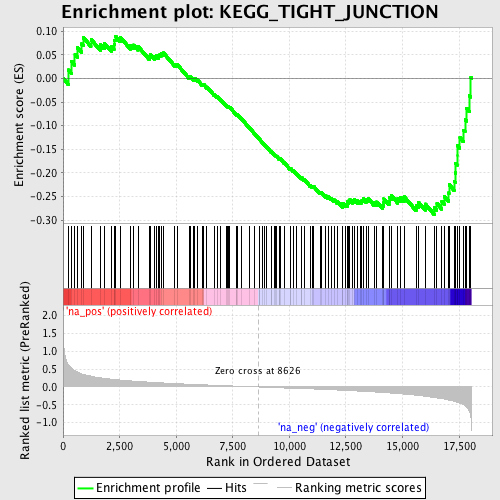 Enrichment plot: KEGG_TIGHT_JUNCTION
Enrichment score (ES)
0.10
0.05
0.00
-0.05
-0.10
-0.15
-0.20
-0.25
-0.30
'na_pos' (positively correlated)
Ranked list metric (PreRanked)
2.0
1.5
1.0
0.5
0.0
-0.5
-1.0
Zero cross at 8626
'na_neg' (negatively correlated)
0
2,500
5,000
7,500
10,000
12,500
15,000
17,500
Rank in Ordered Dataset
Enrichment profile
Hits
Ranking metric scores